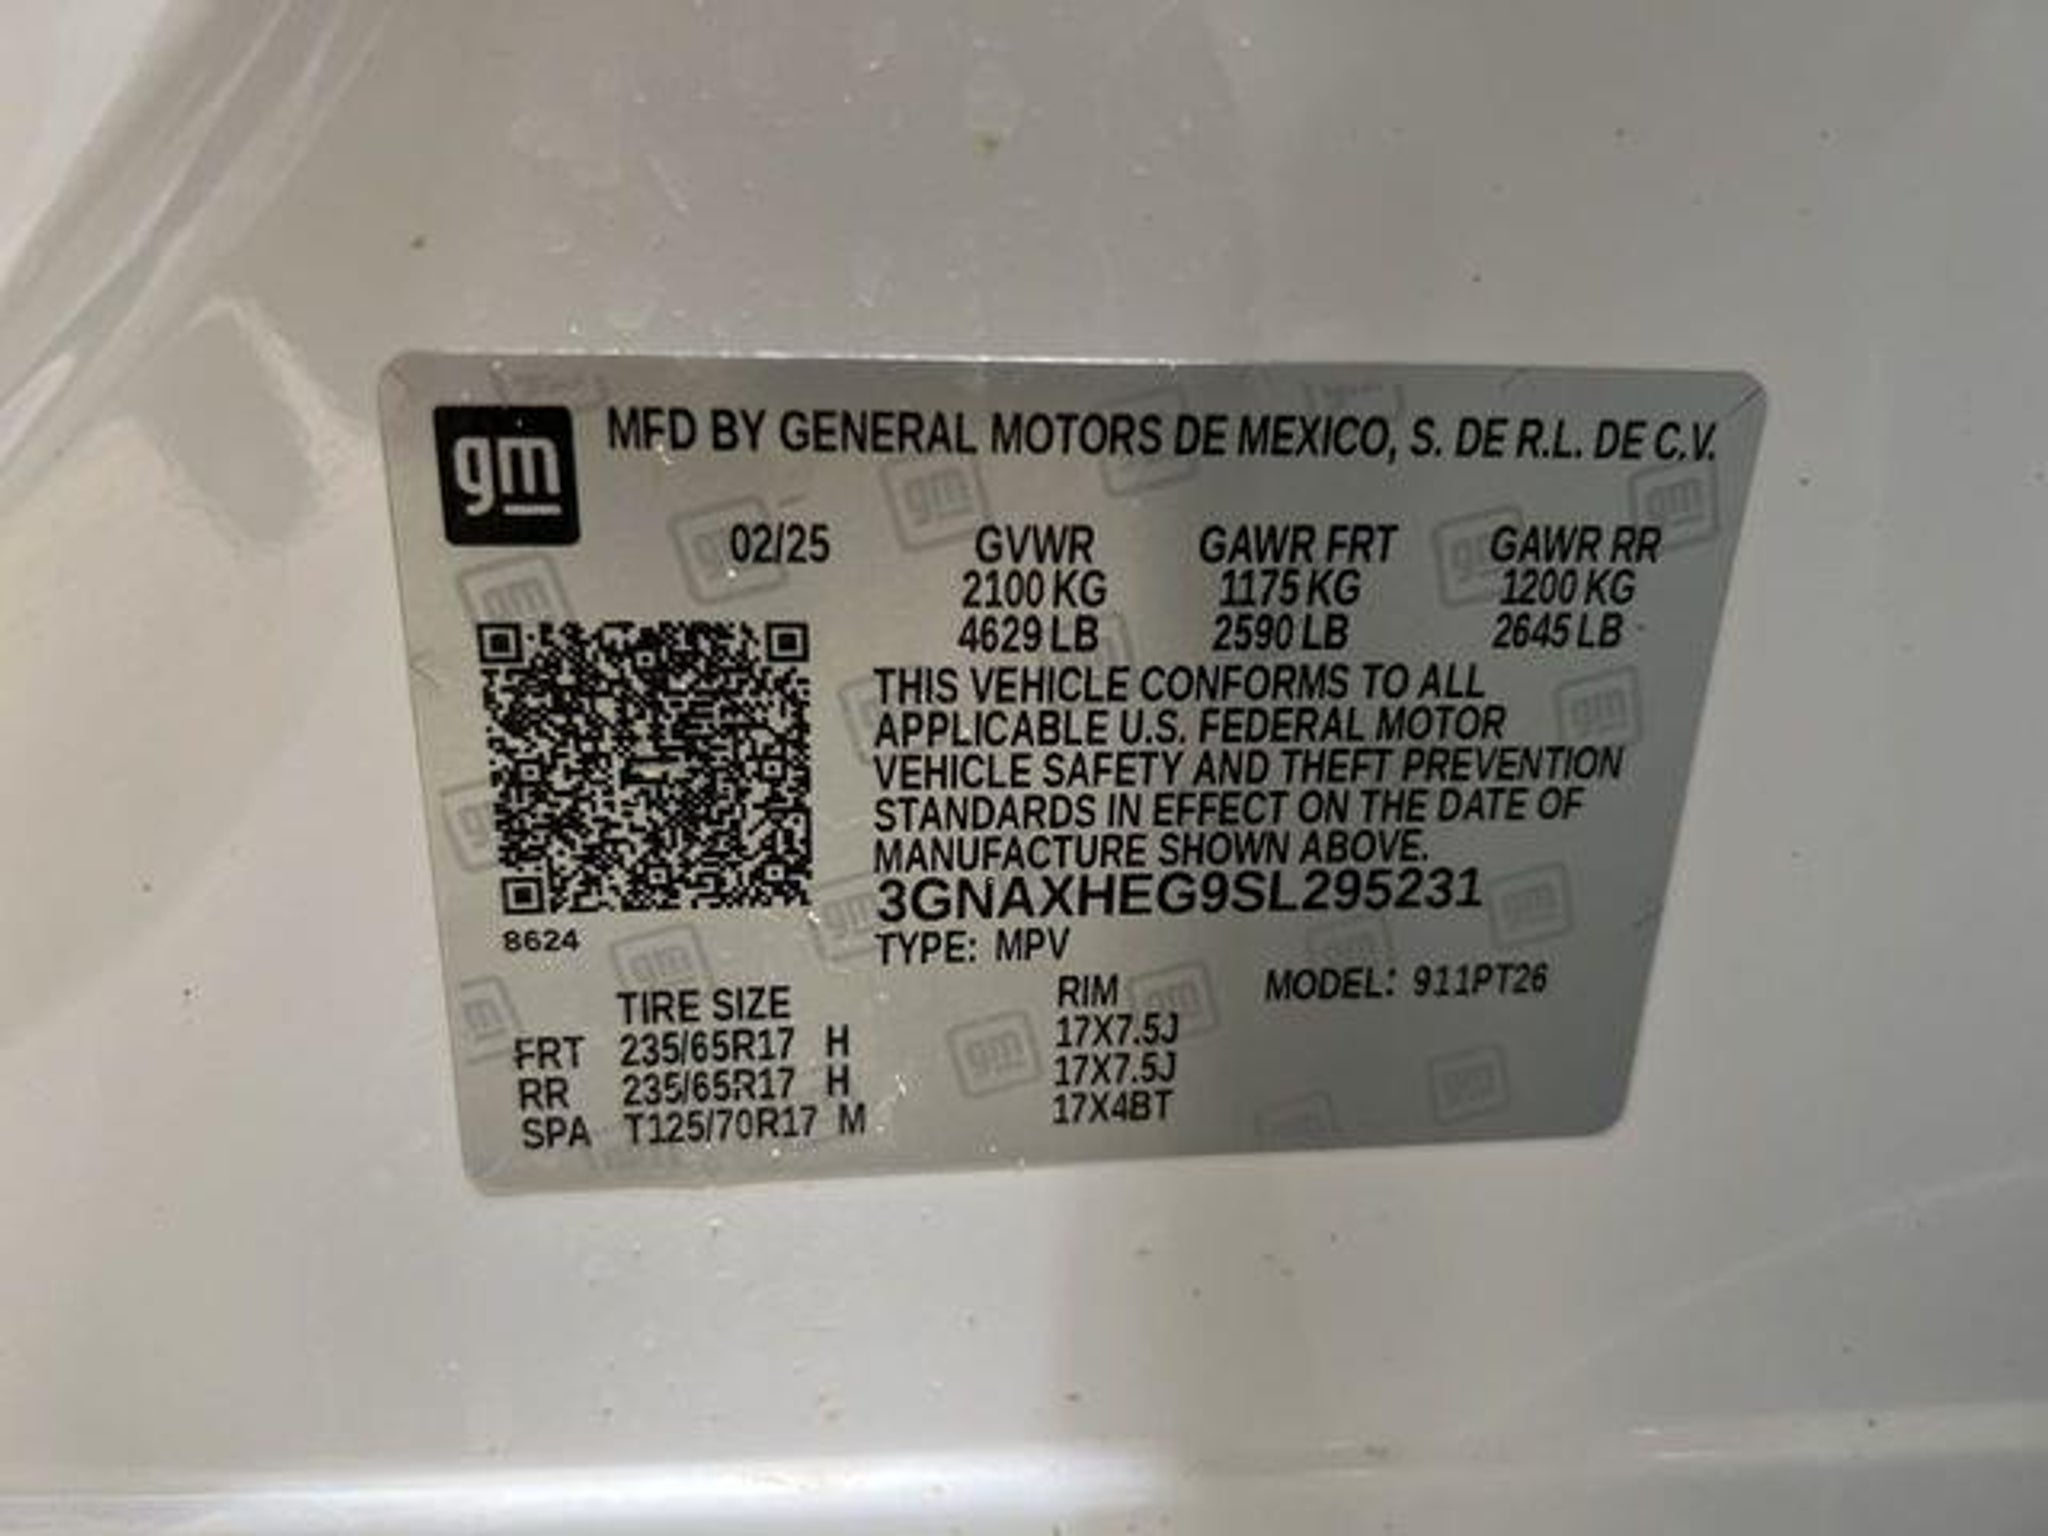 gm
MFD BY GENERAL MOTORS DE MEXICO, S. DE R.L. DE C.V.
02/25 GVWR GAWR FRT GAWR RR
2100 KG 1175 KG 1200 KG
4629 LB 2590 LB 2645 LB
THIS VEHICLE CONFORMS TO ALL
APPLICABLE U.S. FEDERAL MOTOR
VEHICLE SAFETY AND THEFT PREVENTION
STANDARDS IN EFFECT ON THE DATE OF
MANUFACTURE SHOWN ABOVE.
3GNAXHEG9SL295231
8624 TYPE: MPV
TIRE SIZE RIM MODEL: 911PT26
FRT 235/65R17 H 17X7.5J
RR 235/65R17 H 17X7.5J
SPA T125/70R17 M 17X4BT